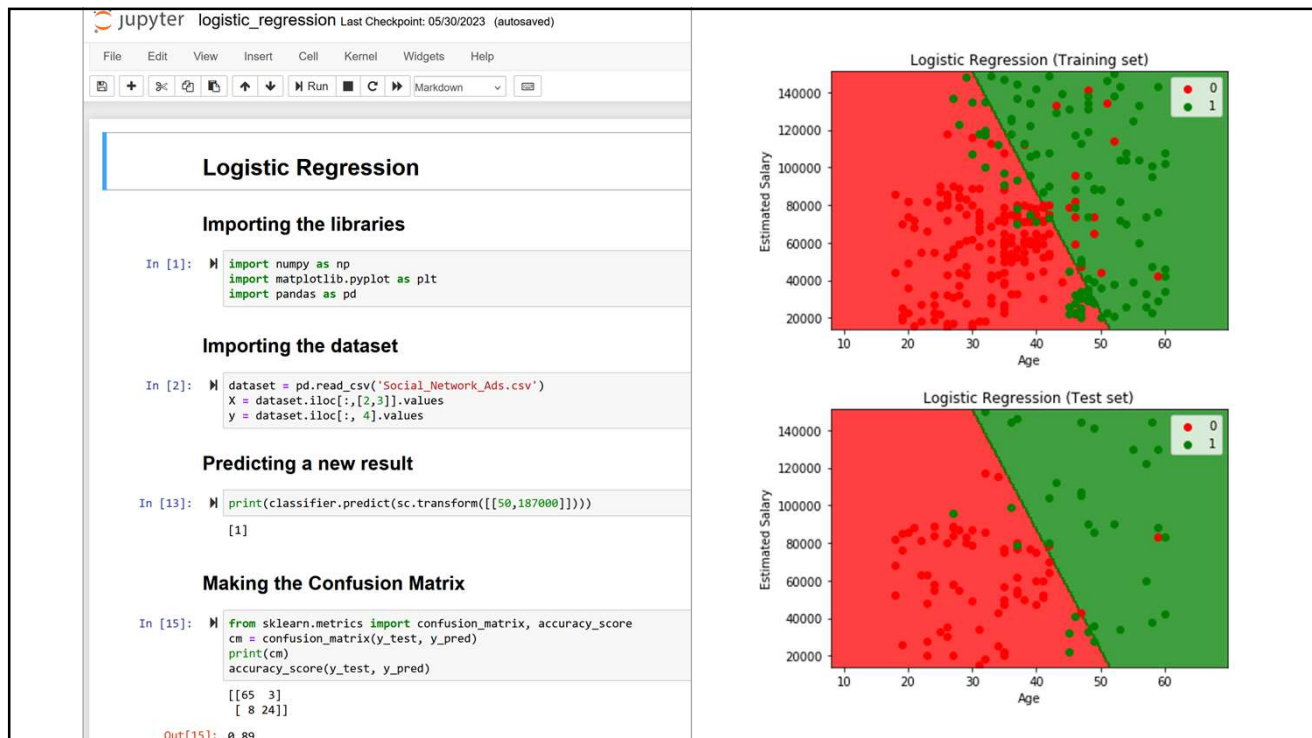 jupyter logistic_regression Last Checkpoint: 05/30/2023 (autosaved)
File Edit View Insert Cell Kernel Widgets Help
Run Markdown
Logistic Regression
Importing the libraries
In [1]:
import numpy as np
import matplotlib.pyplot as plt
import pandas as pd
Importing the dataset
In [2]:
dataset = pd.read_csv('Social_Network_Ads.csv')
X = dataset.iloc[:,[2,3]].values
y = dataset.iloc[:, 4].values
Predicting a new result
In [13]:
print(classifier.predict(sc.transform([[50,187000]])))
[1]
Making the Confusion Matrix
In [15]:
from sklearn.metrics import confusion_matrix, accuracy_score
cm = confusion_matrix(y_test, y_pred)
print(cm)
accuracy_score(y_test, y_pred)
[[65 3]
[ 8 24]]
Out[15]: 0.89
Logistic Regression (Training set)
0
1
140000
120000
100000
80000
60000
40000
20000
Estimated Salary
10 20 30 40 50 60
Age
Logistic Regression (Test set)
0
1
140000
120000
100000
80000
60000
40000
20000
Estimated Salary
10 20 30 40 50 60
Age